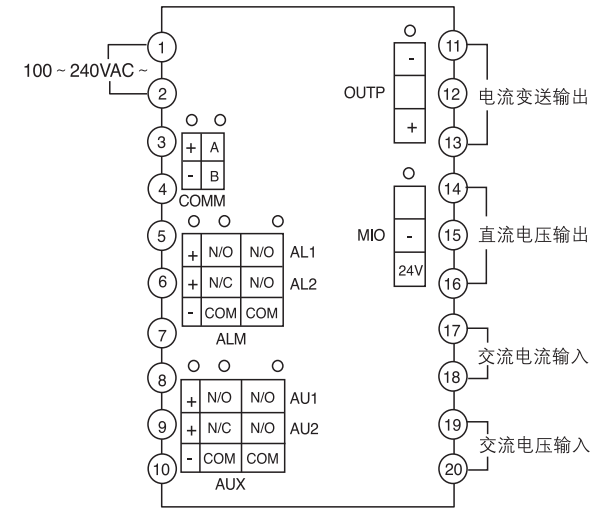 1
100 ~ 240VAC ~
2
3
+ A
- B
4
COMM
5
+ N/O N/O AL1
6
+ N/C N/O AL2
- COM COM
7
ALM
8
+ N/O N/O AU1
9
+ N/C N/O AU2
- COM COM
10
AUX
-
OUTP
+
11
12
13
电流变送输出
MIO
-
24V
14
15
16
直流电压输出
17
18
交流电流输入
19
20
交流电压输入